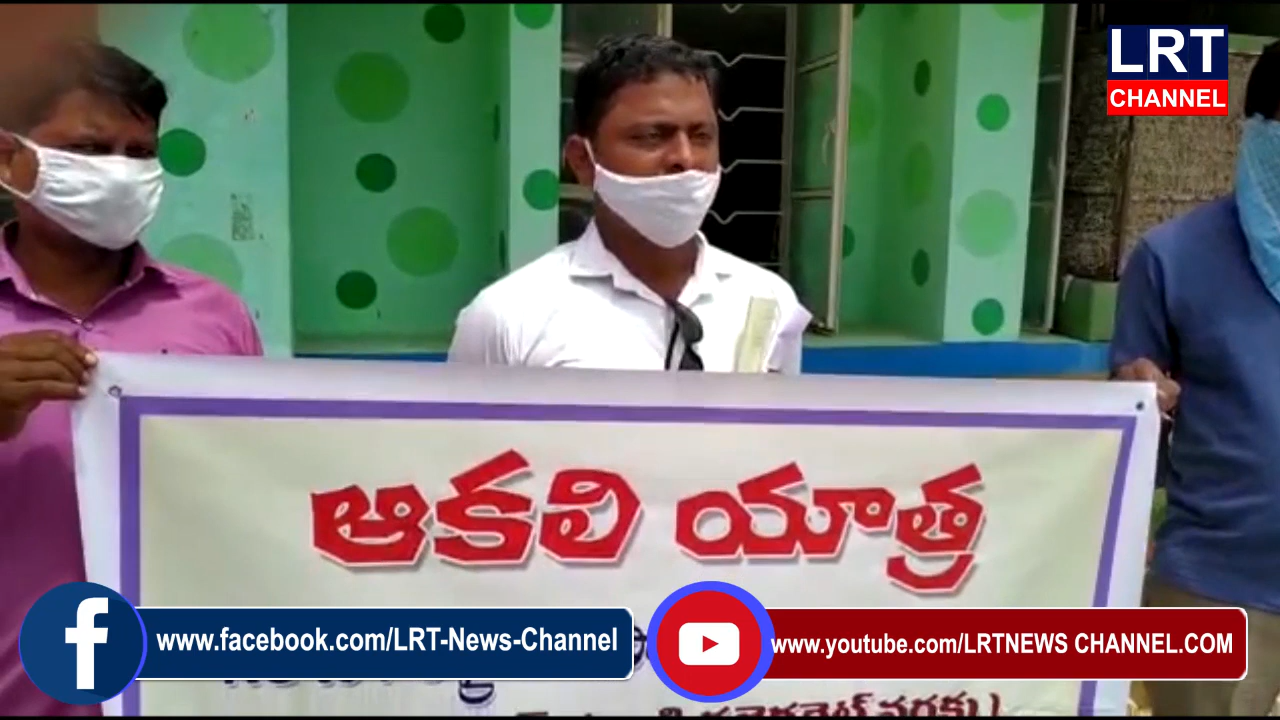 LRT
CHANNEL
ఆకలి యాత్ర
www.facebook.com/LRT-News-Channel
www.youtube.com/LRTNEWS CHANNEL.COM